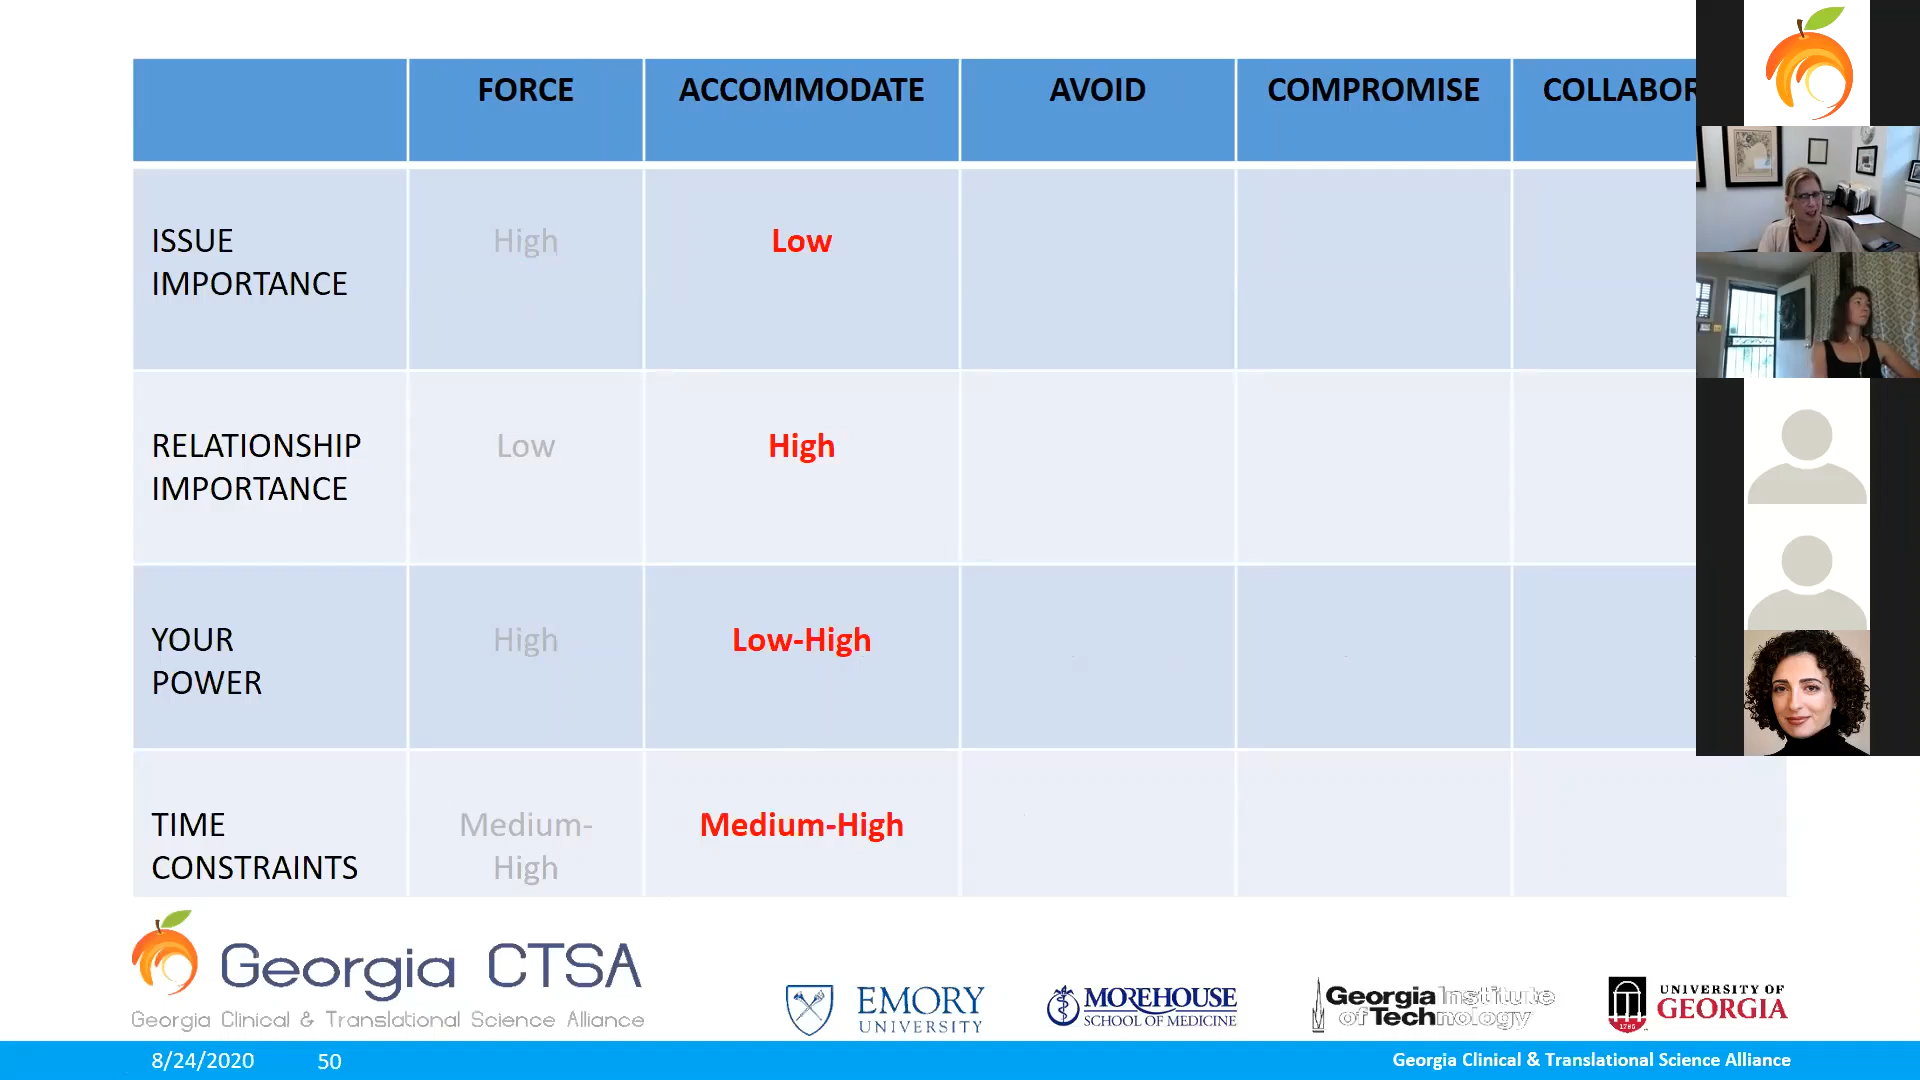 FORCE ACCOMMODATE AVOID COMPROMISE COLLABOR
ISSUE
IMPORTANCE
High Low
RELATIONSHIP
IMPORTANCE
Low High
YOUR
POWER
High Low-High
TIME
CONSTRAINTS
Medium-
High
Medium-High
Georgia CTSA
Georgia Clinical & Translational Science Alliance
EMORY
UNIVERSITY
MOREHOUSE
SCHOOL OF MEDICINE
Georgia Institute
of Technology
1785
UNIVERSITY OF
GEORGIA
8/24/2020 50 Georgia Clinical & Translational Science Alliance